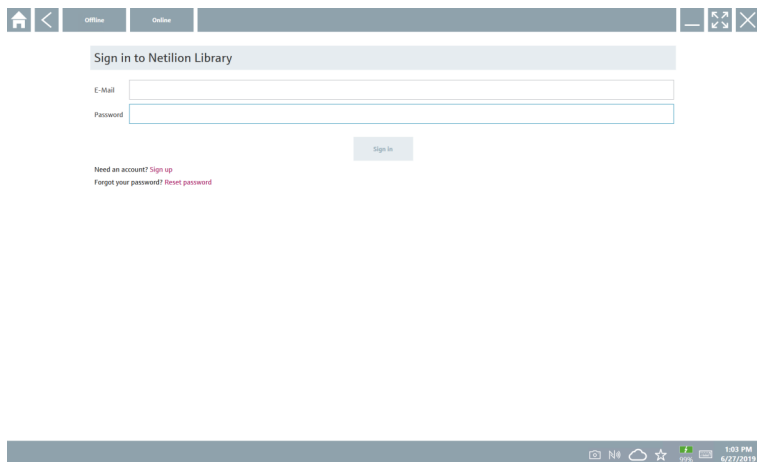 Offline Online
Sign in to Netilion Library
E-Mail
Password
Sign in
Need an account? Sign up
Forgot your password? Reset password
N
99%
1:03 PM
6/27/2019